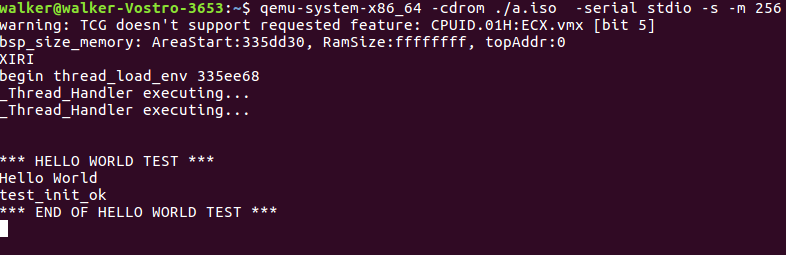 walker@walker-Vostro-3653:~$ qemu-system-x86_64 -cdrom ./a.iso  -serial stdio -s -m 256
warning: TCG doesn't support requested feature: CPUID.01H:ECX.vmx [bit 5]
bsp_size_memory: AreaStart:335dd30, RamSize:ffffffff, topAddr:0
XIRI
begin thread_load_env 335ee68
_Thread_Handler executing...
_Thread_Handler executing...
*** HELLO WORLD TEST ***
Hello World
test_init_ok
*** END OF HELLO WORLD TEST ***